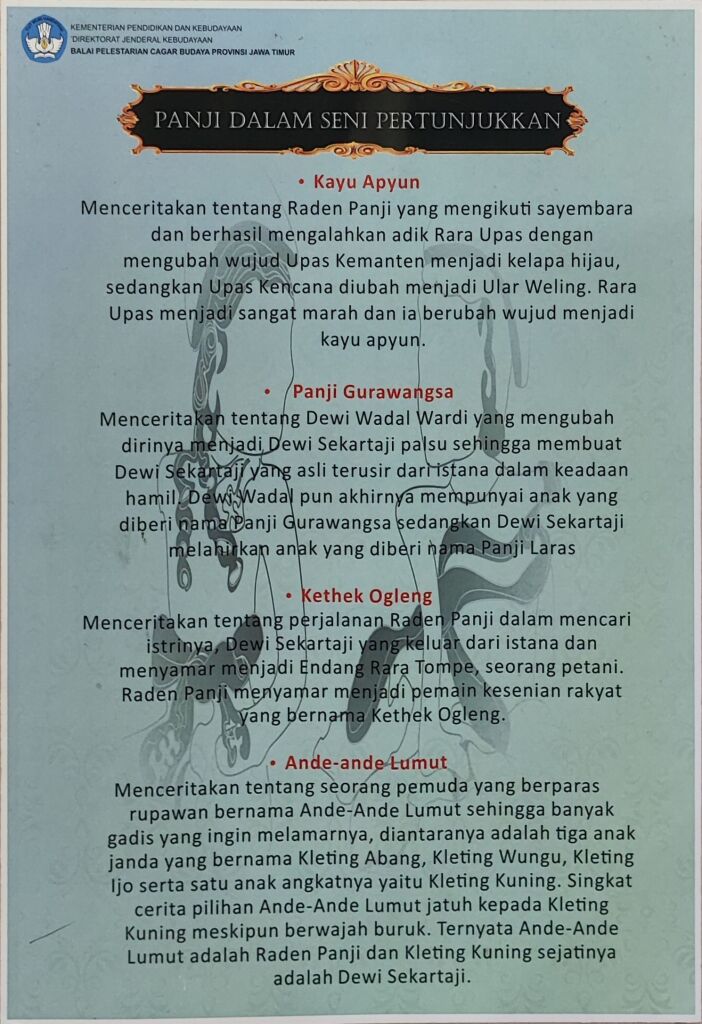 KEMENTERIAN PENDIDIKAN DAN KEBUDAYAAN
DIREKTORAT JENDERAL KEBUDAYAAN
BALAI PELESTARIAN CAGAR BUDAYA PROVINSI JAWA TIMUR
PANJI DALAM SENI PERTUNJUKKAN
• Kayu Apyun
Menceritakan tentang Raden Panji yang mengikuti sayembara
dan berhasil mengalahkan adik Rara Upas dengan
mengubah wujud Upas Kemanten menjadi kelapa hijau,
sedangkan Upas Kencana diubah menjadi Ular Weling. Rara
Upas menjadi sangat marah dan ia berubah wujud menjadi
kayu apyun.
• Panji Gurawangsa
Menceritakan tentang Dewi Wadal Wardi yang mengubah
dirinya menjadi Dewi Sekartaji palsu sehingga membuat
Dewi Sekartaji yang asli terusir dari istana dalam keadaan
hamil. Dewi Wadal pun akhirnya mempunyai anak yang
diberi nama Panji Gurawangsa sedangkan Dewi Sekartaji
melahirkan anak yang diberi nama Panji Laras
• Kethek Ogleng
Menceritakan tentang perjalanan Raden Panji dalam mencari
istrinya, Dewi Sekartaji yang keluar dari istana dan
menyamar menjadi Endang Rara Tompe, seorang petani.
Raden Panji menyamar menjadi pemain kesenian rakyat
yang bernama Kethek Ogleng.
• Ande-ande Lumut
Menceritakan tentang seorang pemuda yang berparas
rupawan bernama Ande-Ande Lumut sehingga banyak
gadis yang ingin melamarnya, diantaranya adalah tiga anak
janda yang bernama Kleting Abang, Kleting Wungu, Kleting
Ijo serta satu anak angkatnya yaitu Kleting Kuning. Singkat
cerita pilihan Ande-Ande Lumut jatuh kepada Kleting
Kuning meskipun berwajah buruk. Ternyata Ande-Ande
Lumut adalah Raden Panji dan Kleting Kuning sejatinya
adalah Dewi Sekartaji.